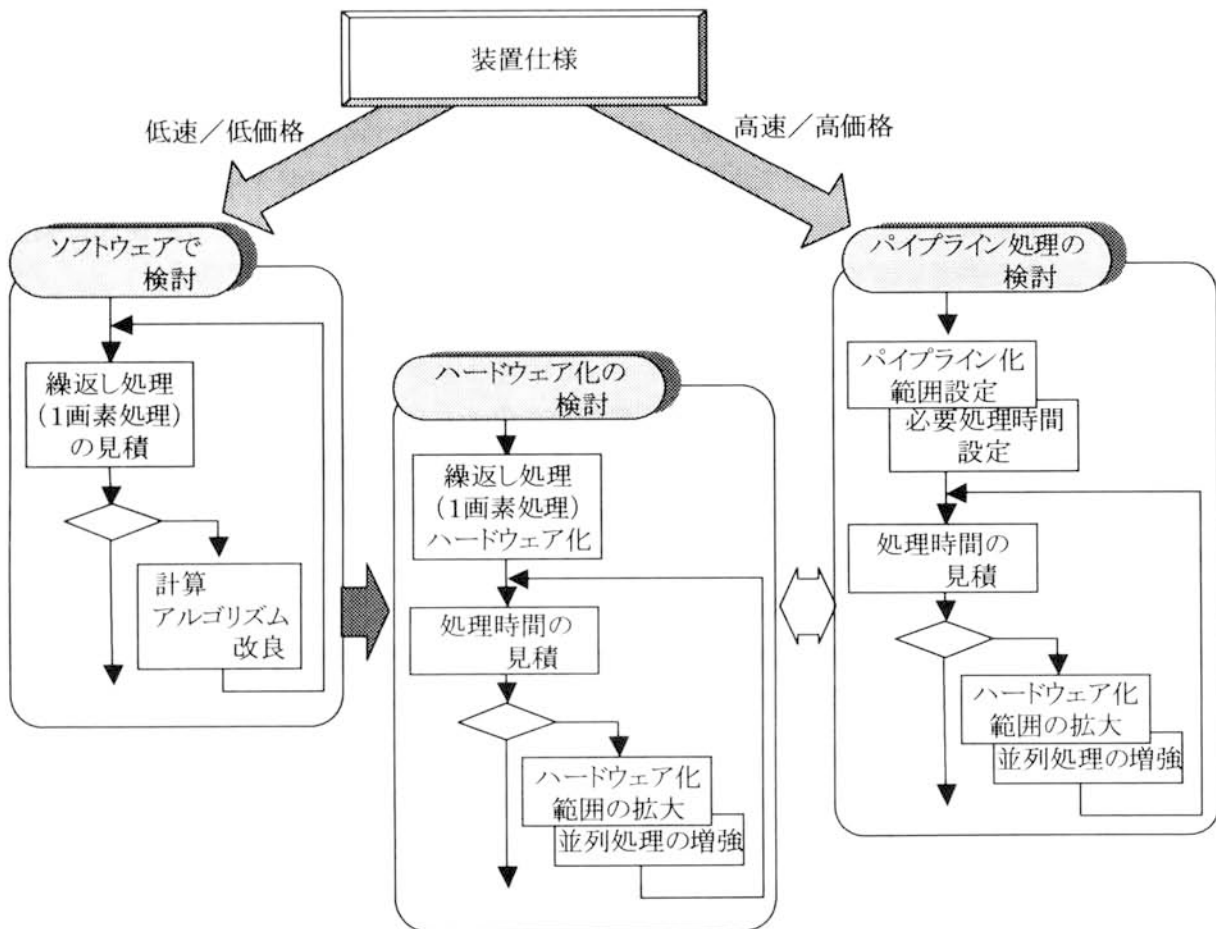 装置仕様
低速／低価格
高速／高価格
ソフトウェアで
検討
繰返し処理
(1画素処理)
の見積
計算
アルゴリズム
改良
ハードウェア化の
検討
繰返し処理
(1画素処理)
ハードウェア化
処理時間の
見積
ハードウェア化
範囲の拡大
並列処理の増強
パイプライン処理の
検討
パイプライン化
範囲設定
必要処理時間
設定
処理時間の
見積
ハードウェア化
範囲の拡大
並列処理の増強